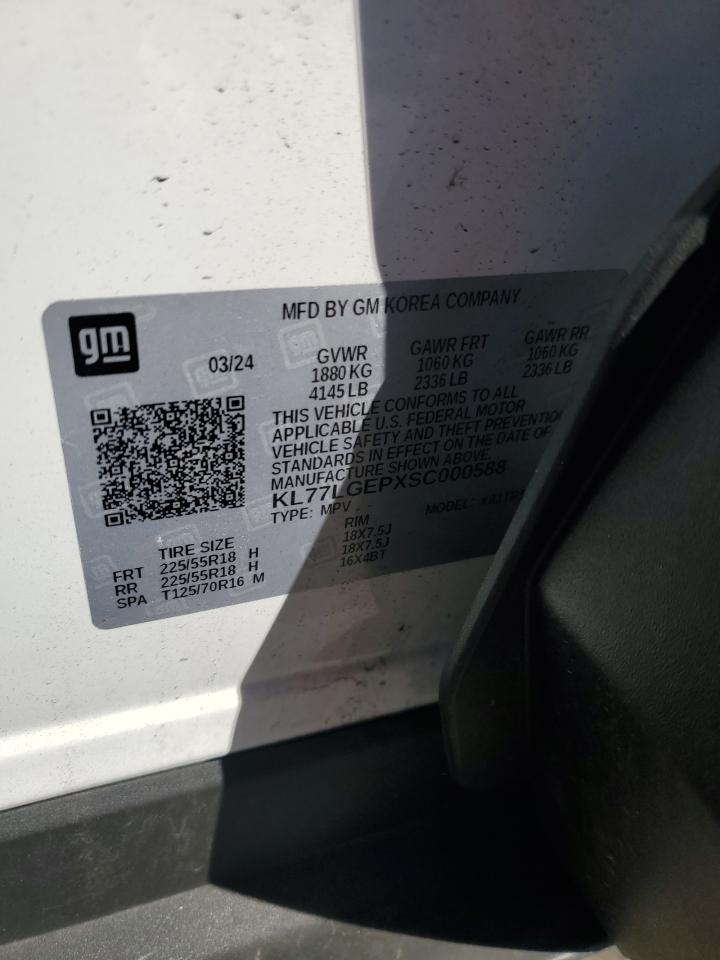 gm
MFD BY GM KOREA COMPANY
03/24
GVWR GAWR FRT GAWR RR
1880 KG 1060 KG 1060 KG
4145 LB 2336 LB 2336 LB
THIS VEHICLE CONFORMS TO ALL
APPLICABLE U.S. FEDERAL MOTOR
VEHICLE SAFETY AND THEFT PREVENTION
STANDARDS IN EFFECT ON THE DATE OF
MANUFACTURE SHOWN ABOVE.
KL77LGEPXSC000588
TYPE: MPV MODEL:
TIRE SIZE RIM
FRT 225/55R18 H 18X7.5J
RR 225/55R18 H 18X7.5J
SPA T125/70R16 M 16X4BT